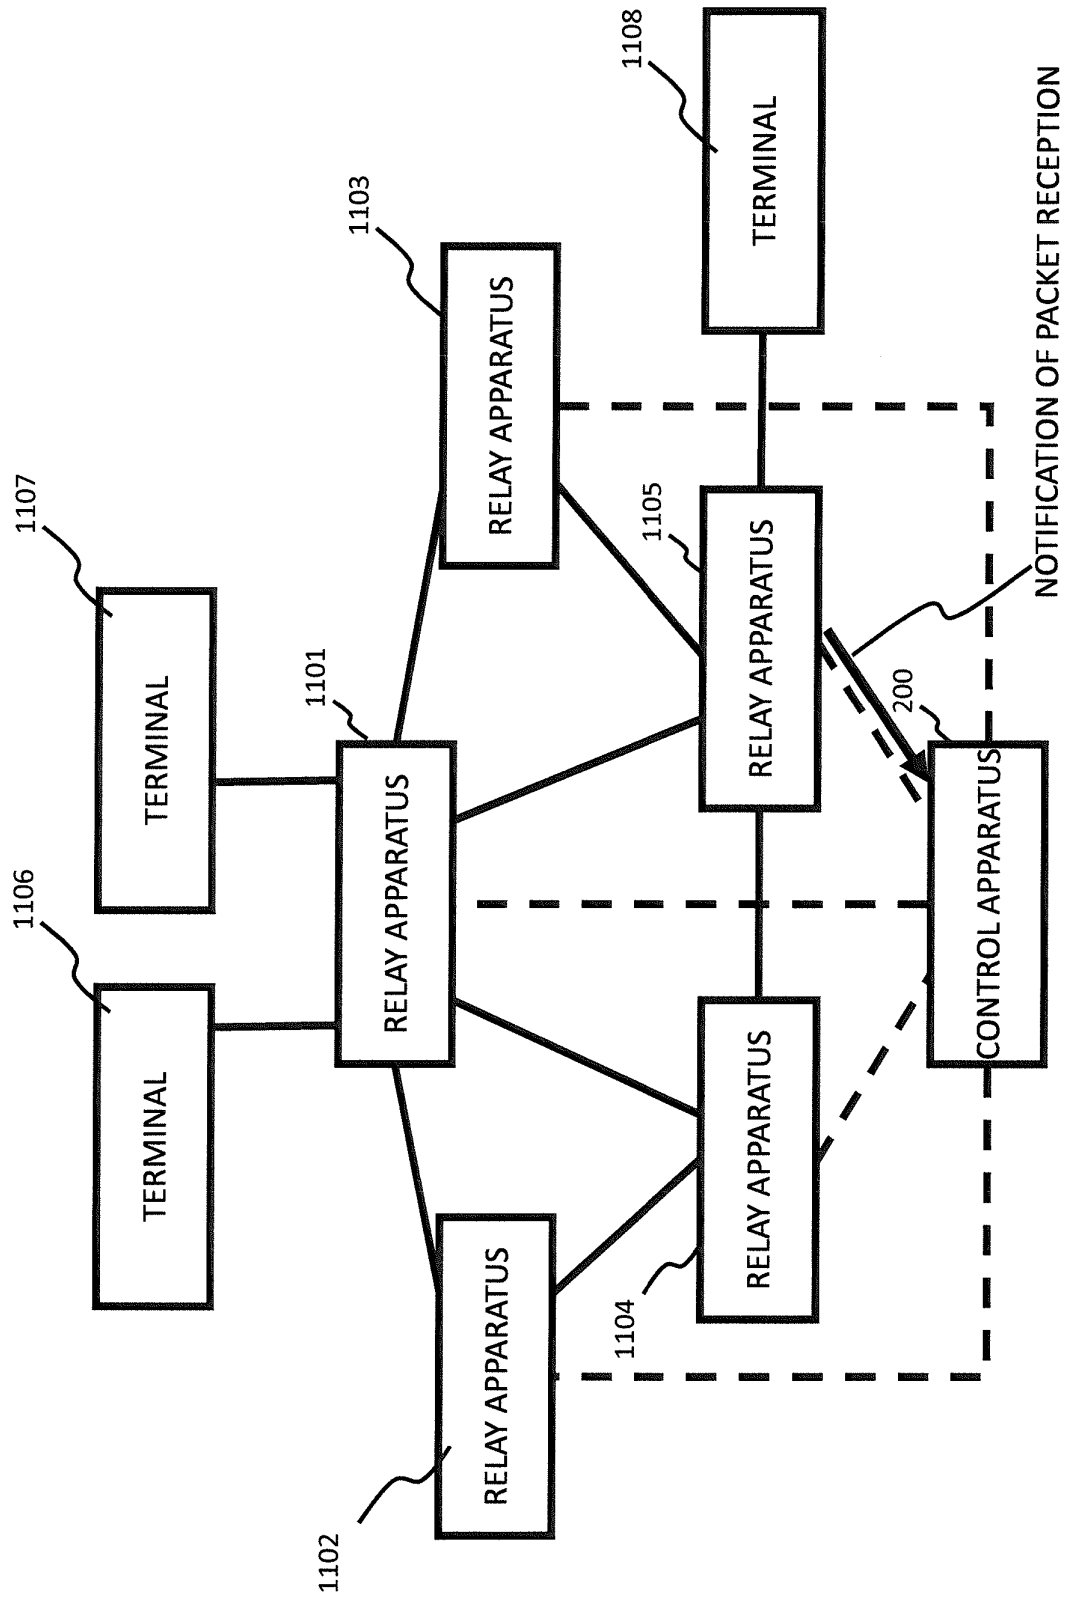 1106
TERMINAL
1107
TERMINAL
1101
RELAY APPARATUS
1102
RELAY APPARATUS
1103
RELAY APPARATUS
1104
RELAY APPARATUS
1105
RELAY APPARATUS
1108
TERMINAL
200
CONTROL APPARATUS
NOTIFICATION OF PACKET RECEPTION